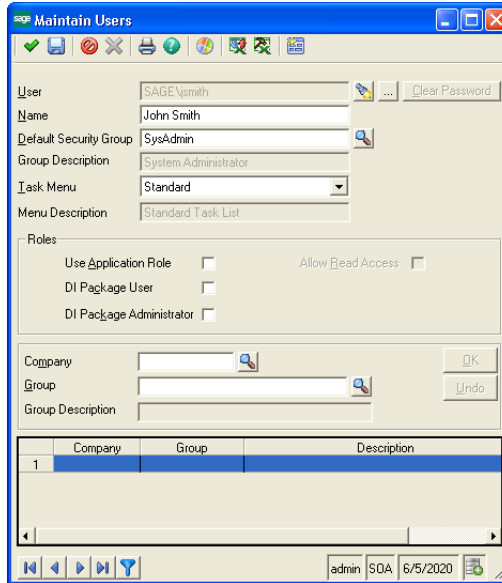 sage Maintain Users
User SAGE\jsmith ... Clear Password
Name John Smith
Default Security Group SysAdmin
Group Description System Administrator
Task Menu Standard
Menu Description Standard Task List
Roles
Use Application Role Allow Read Access
DI Package User
DI Package Administrator
Company OK
Group Undo
Group Description
Company Group Description
1
admin SOA 6/5/2020